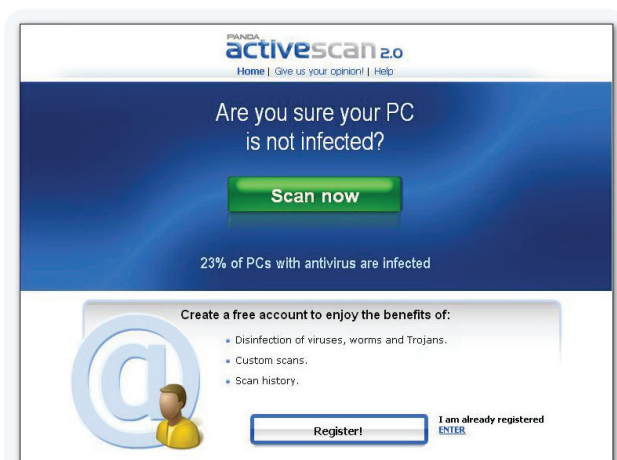 PANDA
activescan 2.0
Home | Give us your opinion! | Help
Are you sure your PC
is not infected?
Scan now
23% of PCs with antivirus are infected
Create a free account to enjoy the benefits of:
Disinfection of viruses, worms and Trojans.
Custom scans.
Scan history.
Register!
I am already registered
ENTER